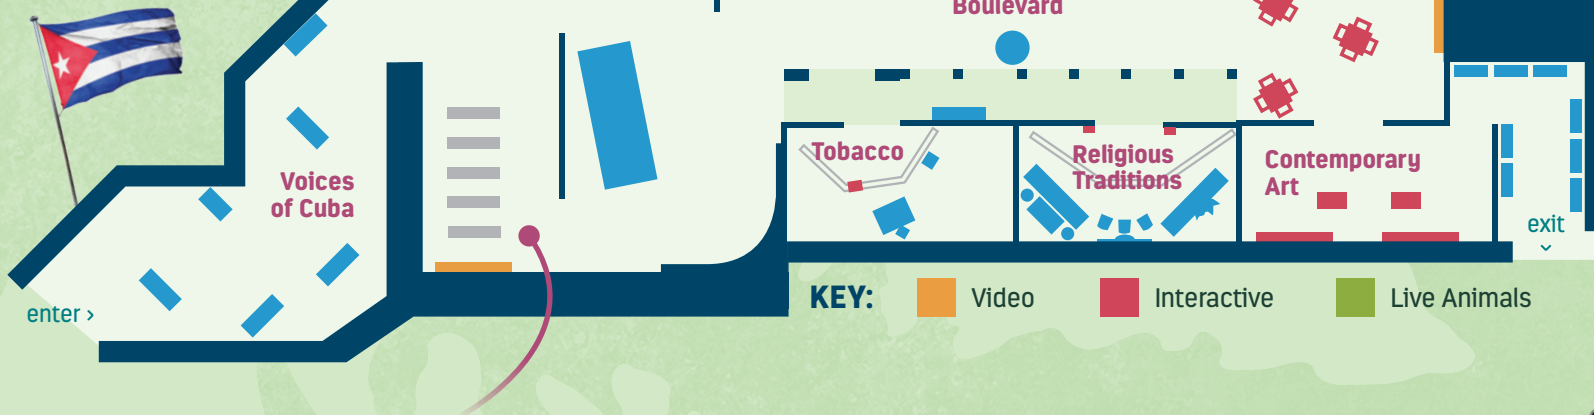 Boulevard
Voices
of Cuba
Tobacco
Religious
Traditions
Contemporary
Art
exit
enter ›
KEY:
Video
Interactive
Live Animals